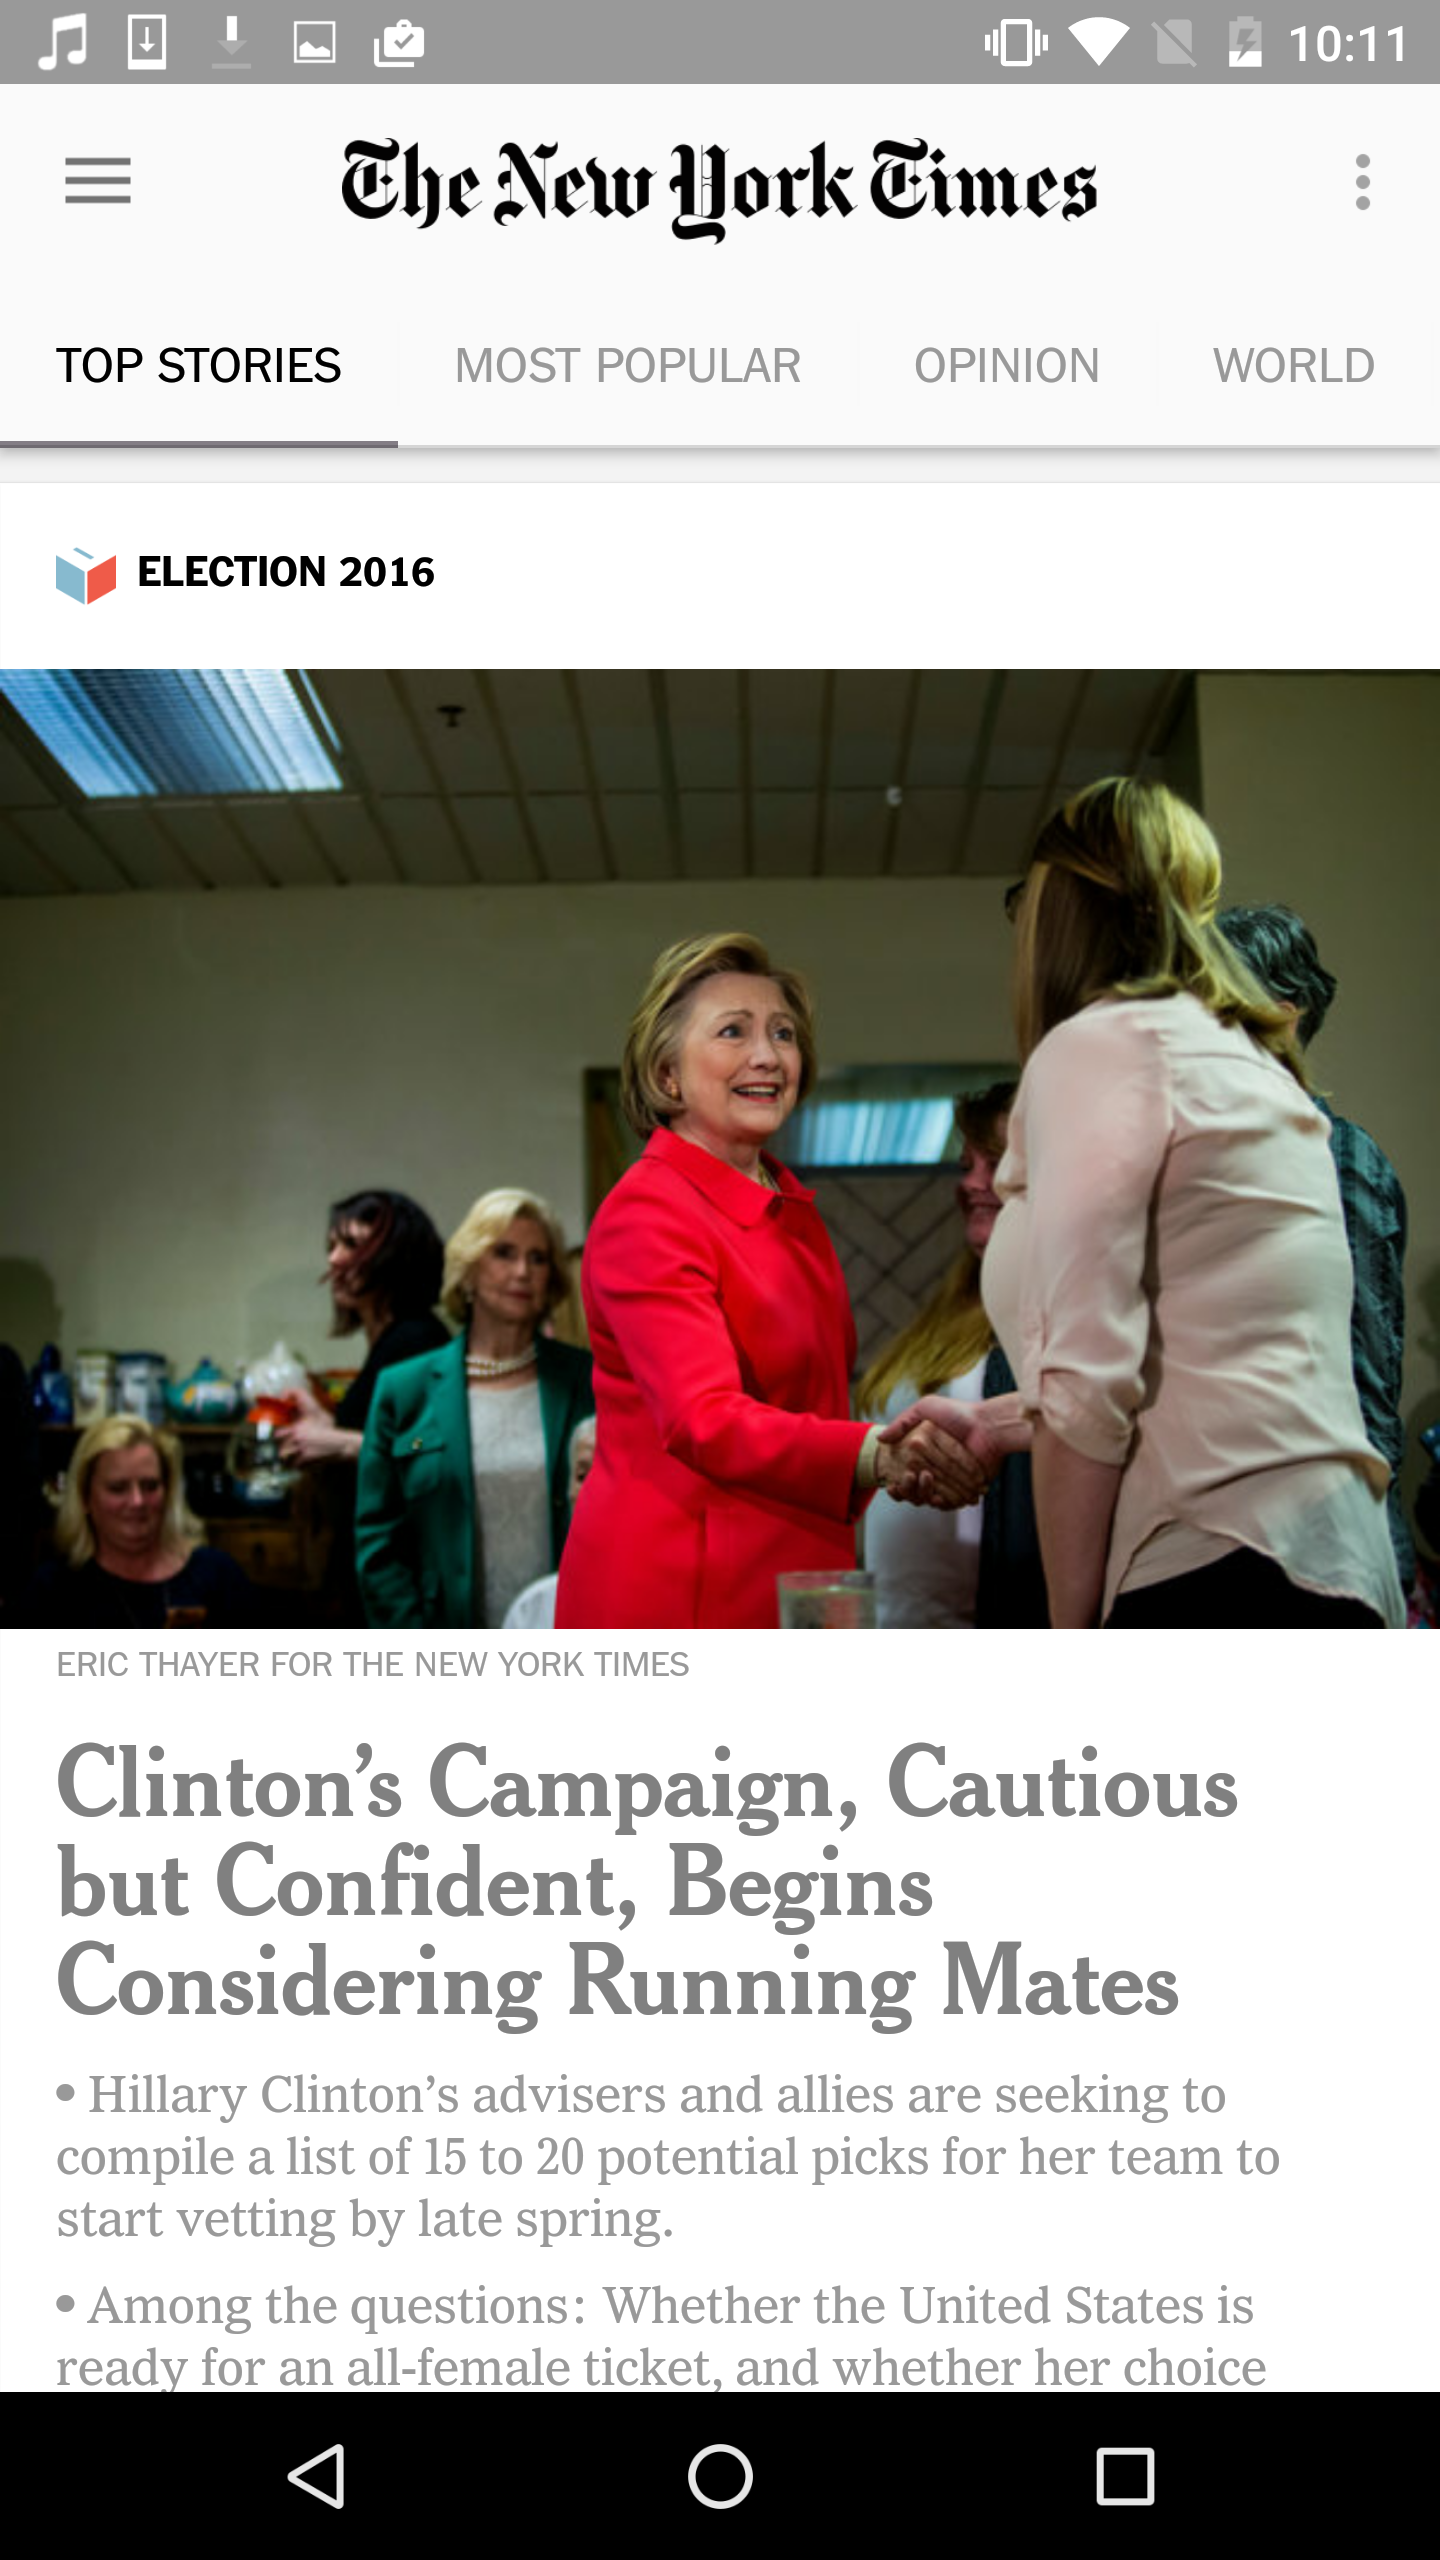 10:11
The New York Times
TOP STORIES MOST POPULAR OPINION WORLD
ELECTION 2016
ERIC THAYER FOR THE NEW YORK TIMES
Clinton’s Campaign, Cautious
but Confident, Begins
Considering Running Mates
• Hillary Clinton’s advisers and allies are seeking to
compile a list of 15 to 20 potential picks for her team to
start vetting by late spring.
• Among the questions: Whether the United States is
ready for an all-female ticket, and whether her choice